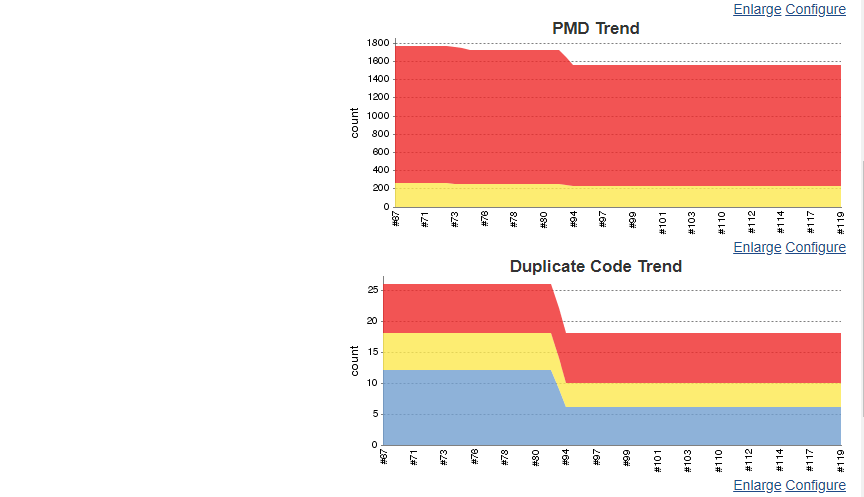 Enlarge Configure
PMD Trend
1800
1600
1400
1200
1000
800
600
400
200
0
count
#67 #71 #73 #76 #78 #80 #94 #97 #99 #101 #103 #110 #112 #114 #117 #119
Enlarge Configure
Duplicate Code Trend
25
20
15
10
5
0
count
#67 #71 #73 #76 #78 #80 #94 #97 #99 #101 #103 #110 #112 #114 #117 #119
Enlarge Configure